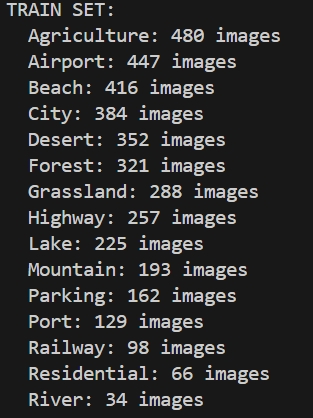 TRAIN SET:
Agriculture: 480 images
Airport: 447 images
Beach: 416 images
City: 384 images
Desert: 352 images
Forest: 321 images
Grassland: 288 images
Highway: 257 images
Lake: 225 images
Mountain: 193 images
Parking: 162 images
Port: 129 images
Railway: 98 images
Residential: 66 images
River: 34 images